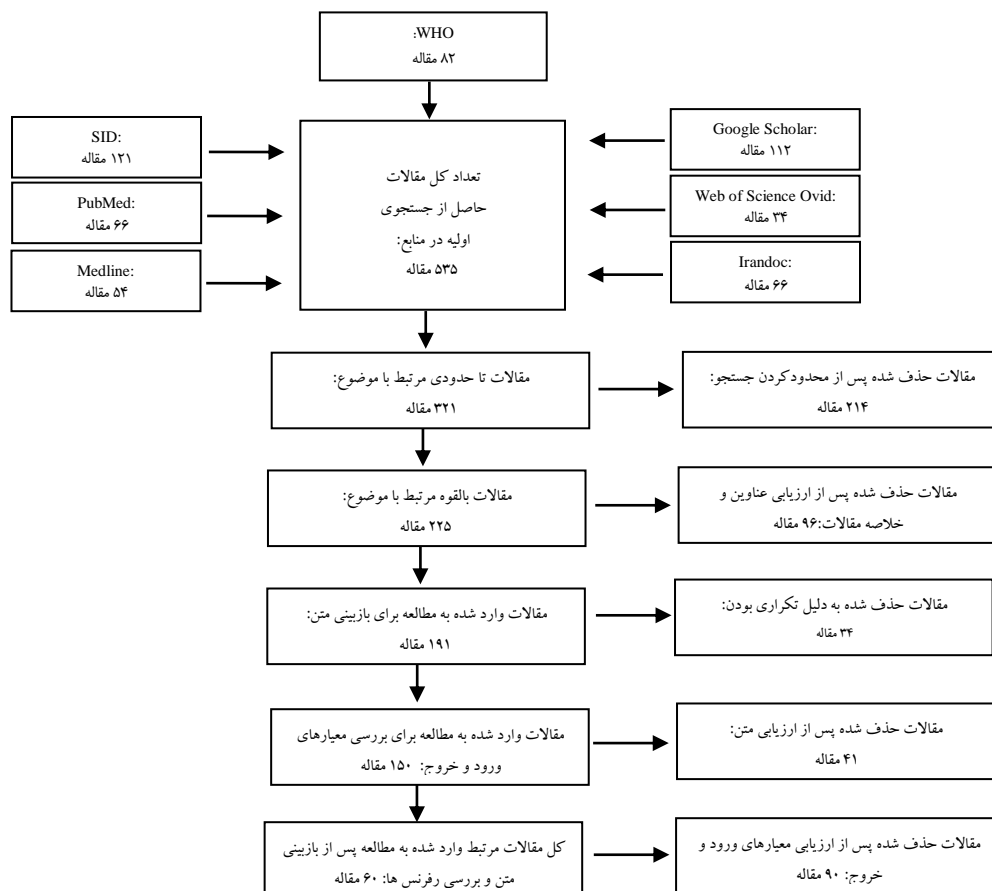 WHO:
۸۲ مقاله
SID:
۱۲۱ مقاله
PubMed:
۶۶ مقاله
Medline:
۵۴ مقاله
Google Scholar:
۱۱۲ مقاله
Web of Science Ovid:
۳۴ مقاله
Irandoc:
۶۶ مقاله
تعداد کل مقالات
حاصل از جستجوی
اولیه در منابع:
۵۳۵ مقاله
مقالات تا حدودی مرتبط با موضوع:
۳۲۱ مقاله
مقالات حذف شده پس از محدودکردن جستجو:
۲۱۴ مقاله
مقالات بالقوه مرتبط با موضوع:
۲۲۵ مقاله
مقالات حذف شده پس از ارزیابی عناوین و
خلاصه مقالات:۹۶ مقاله
مقالات وارد شده به مطالعه برای بازبینی متن:
۱۹۱ مقاله
مقالات حذف شده به دلیل تکراری بودن:
۳۴ مقاله
مقالات وارد شده به مطالعه برای بررسی معیارهای
ورود و خروج: ۱۵۰ مقاله
مقالات حذف شده پس از ارزیابی متن:
۴۱ مقاله
کل مقالات مرتبط وارد شده به مطالعه پس از بازبینی
متن و بررسی رفرنس ها: ۶۰ مقاله
مقالات حذف شده پس از ارزیابی معیارهای ورود و
خروج: ۹۰ مقاله